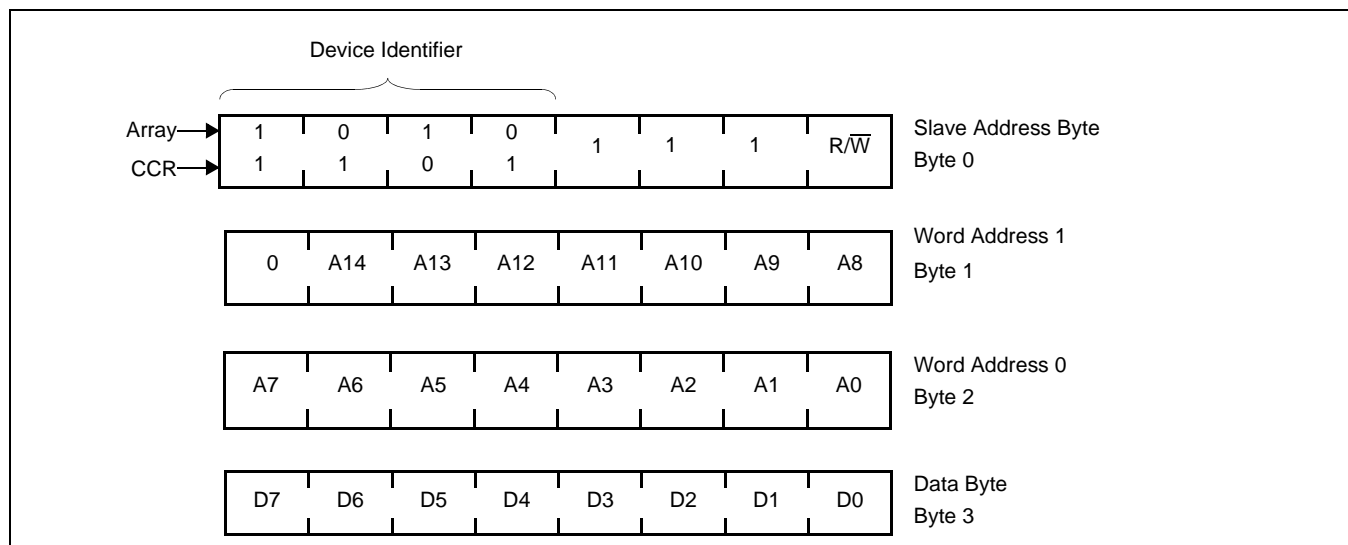 Device Identifier
Array 1 0 1 0 1 1 1 R/W̅ Slave Address Byte
CCR 1 1 0 1 Byte 0
0 A14 A13 A12 A11 A10 A9 A8 Word Address 1
Byte 1
A7 A6 A5 A4 A3 A2 A1 A0 Word Address 0
Byte 2
D7 D6 D5 D4 D3 D2 D1 D0 Data Byte
Byte 3